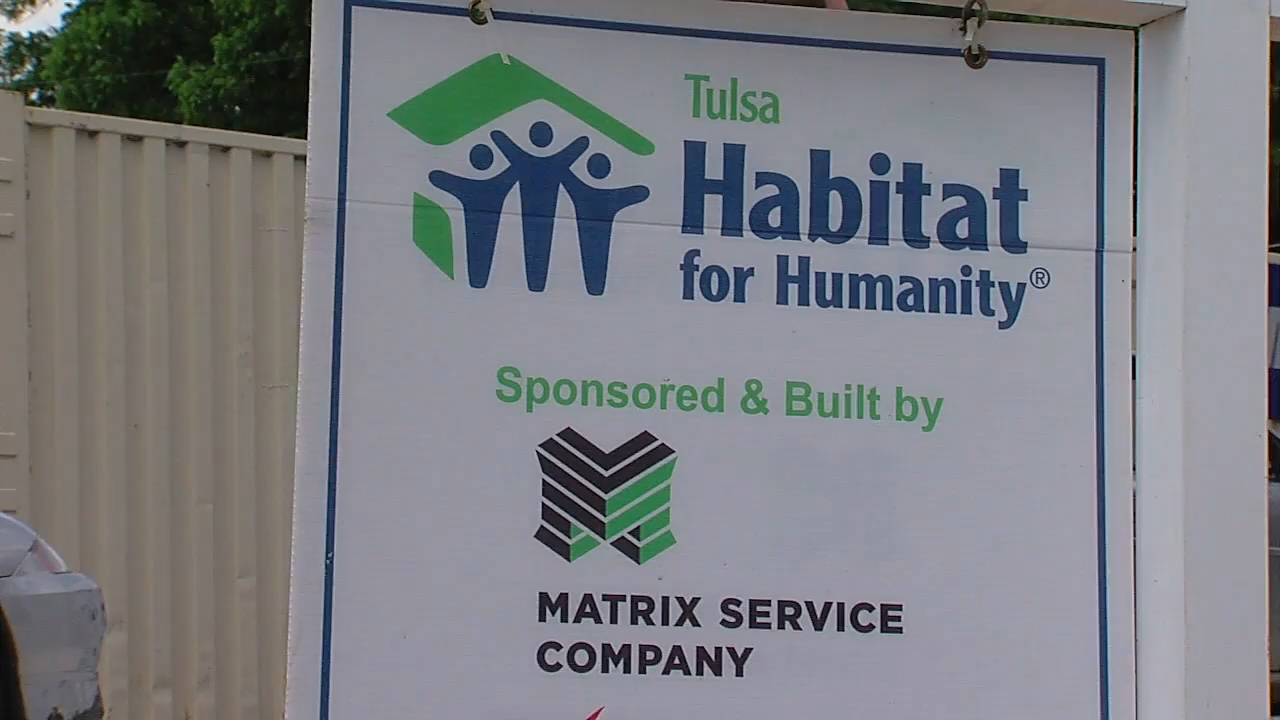 Tulsa
Habitat
for Humanity®
Sponsored & Built by
MATRIX SERVICE
COMPANY